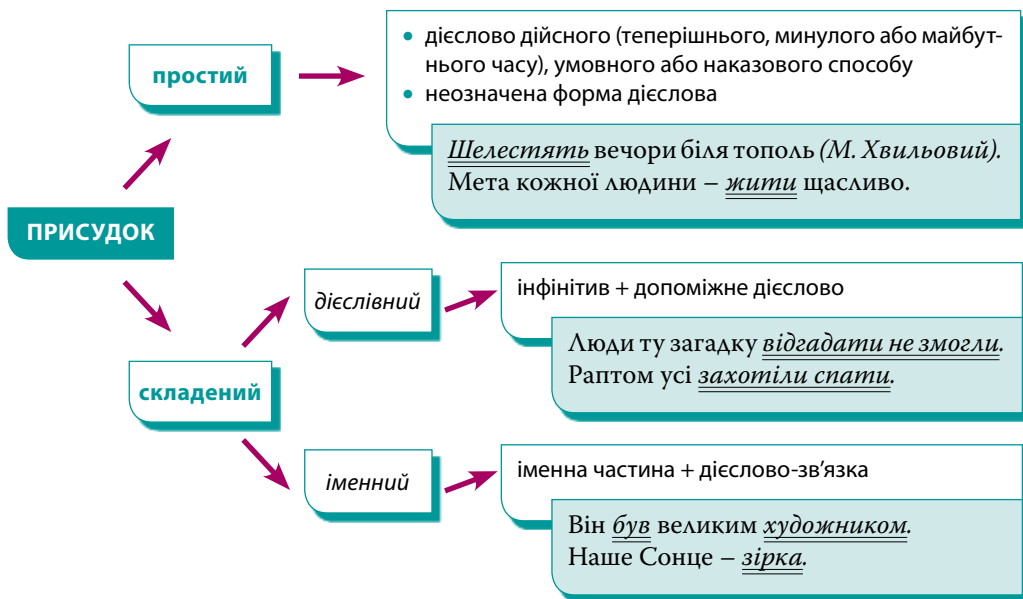 ПРИСУДОК
простий
• дієслово дійсного (теперішнього, минулого або майбут-
нього часу), умовного або наказового способу
• неозначена форма дієслова
Шелестять вечори біля тополь (М. Хвильовий).
Мета кожної людини – жити щасливо.
складений
дієслівний
інфінітив + допоміжне дієслово
Люди ту загадку відгадати не змогли.
Раптом усі захотіли спати.
іменний
іменна частина + дієслово-зв'язка
Він був великим художником.
Наше Сонце – зірка.